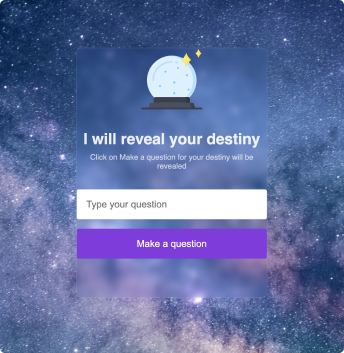 I will reveal your destiny
Click on Make a question for your destiny will be
revealed
Type your question
Make a question